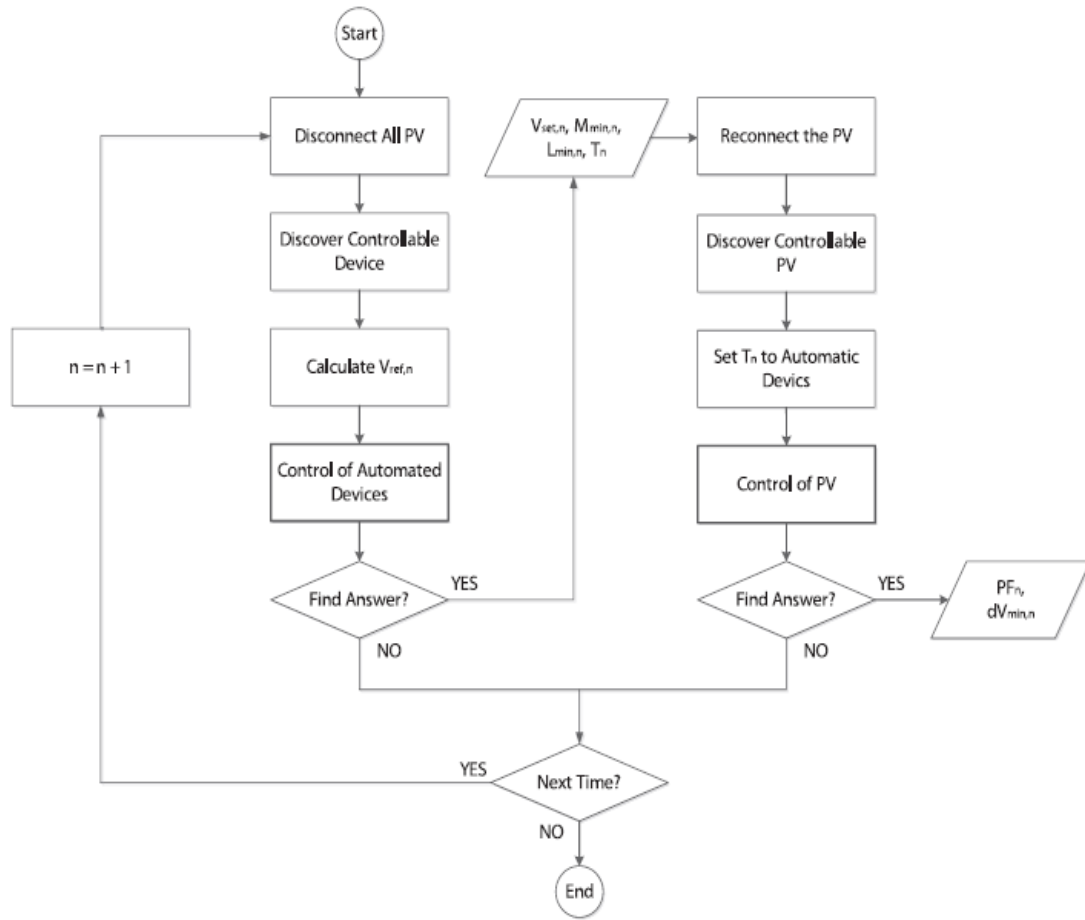 Start
Disconnect All PV
Discover Controllable
Device
Calculate Vref,n
Control of Automated
Devices
Find Answer?
YES
NO
n = n + 1
Vset,n, Mmin,n,
Lmin,n, Tn
Reconnect the PV
Discover Controllable
PV
Set Tn to Automatic
Devics
Control of PV
Find Answer?
YES
NO
PFn,
dVmin,n
Next Time?
YES
NO
End